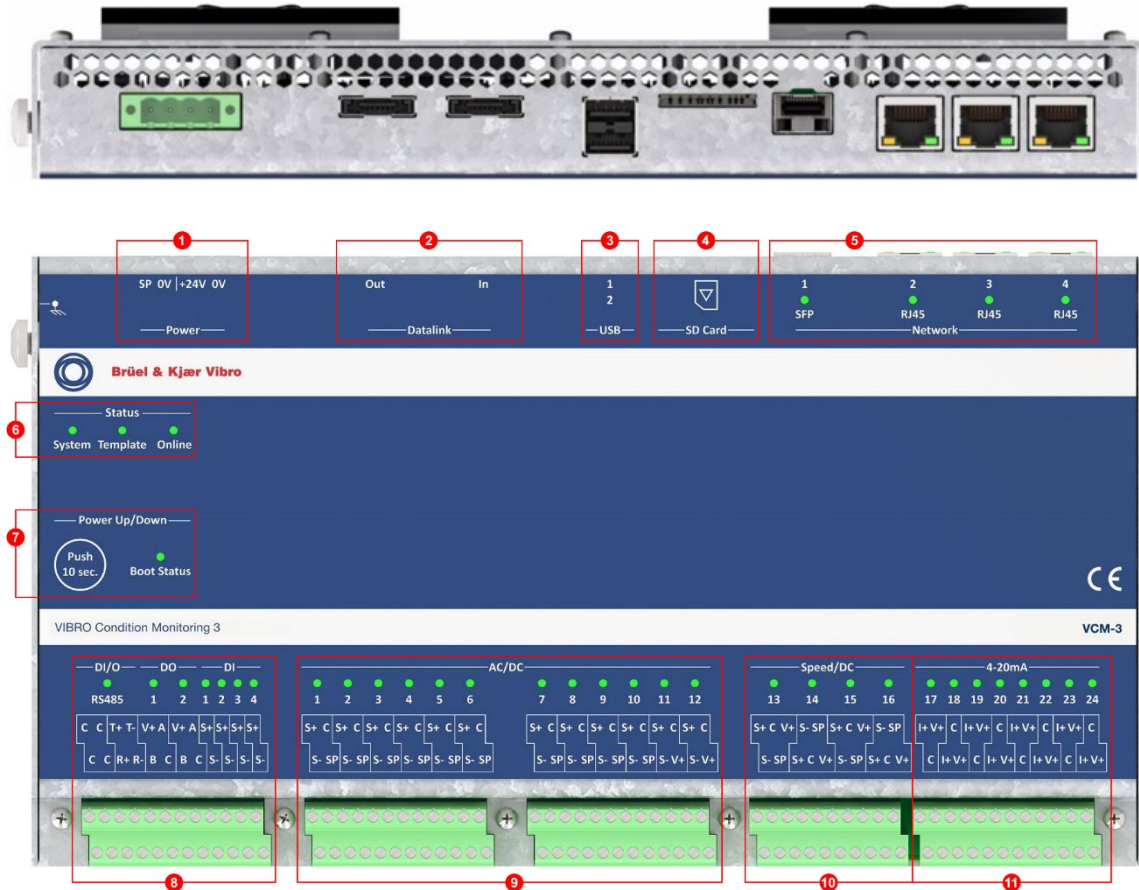 1 2 3 4 5
SP 0V +24V 0V Out In 1 1 2 3 4
2
SFP RJ45 RJ45 RJ45
Power Datalink USB SD Card Network
Brüel & Kjær Vibro
6
Status
System Template Online
7
Power Up/Down
Push
10 sec. Boot Status
CE
VIBRO Condition Monitoring 3 VCM-3
DI/O DO DI AC/DC Speed/DC 4-20mA
RS485 1 2 1 2 3 4 1 2 3 4 5 6 7 8 9 10 11 12 13 14 15 16 17 18 19 20 21 22 23 24
C C T+ T- V+ A V+ A S+ S+ S+ S+ S+ C S+ C S+ C S+ C S+ C S+ C S+ C S+ C S+ C S+ C S+ C S+ C S+ C V+ S- SP S+ C V+ S- SP I+ V+ C I+ V+ C I+ V+ C I+ V+ C
C C R+ R- B C B C S- S- S- S- S- SP S- SP S- SP S- SP S- SP S- SP S- SP S- SP S- SP S- SP S- V+ S- V+ S- SP S+ C V+ S- SP S+ C V+ C I+ V+ C I+ V+ C I+ V+ C I+ V+
8 9 10 11